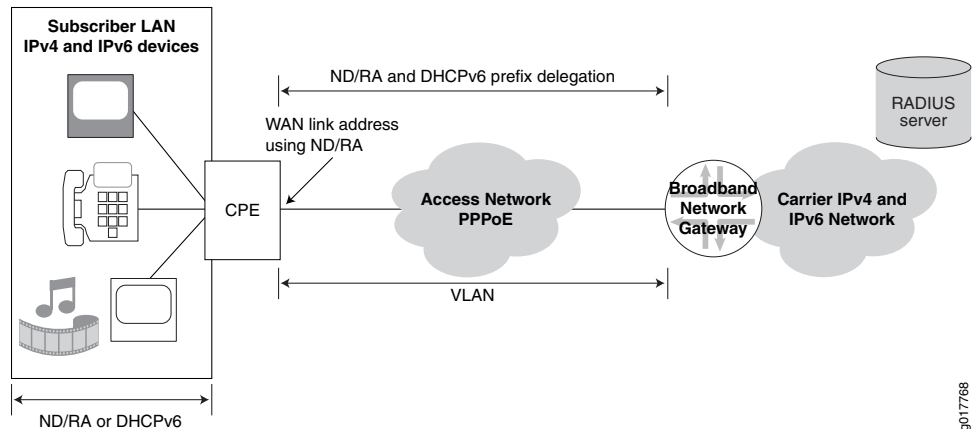 Subscriber LAN
IPv4 and IPv6 devices
ND/RA and DHCPv6 prefix delegation
RADIUS
server
WAN link address
using ND/RA
CPE
Access Network
PPPoE
Broadband
Network
Gateway
Carrier IPv4 and
IPv6 Network
VLAN
ND/RA or DHCPv6
g017768